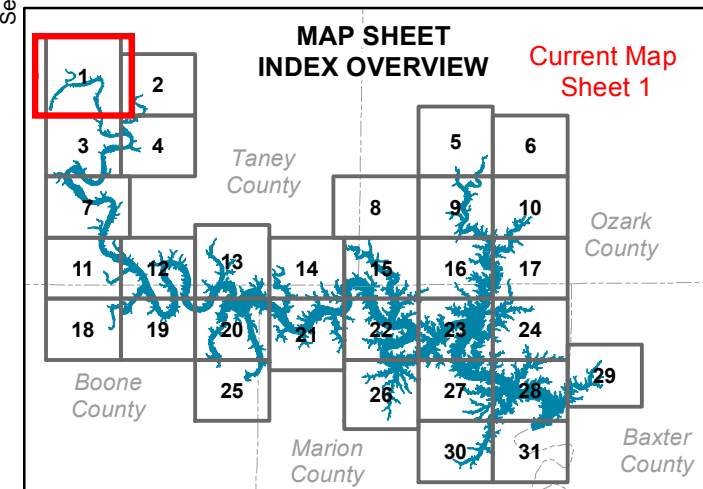 Se
MAP SHEET
INDEX OVERVIEW
Current Map
Sheet 1
1
2
3
4
5
6
Taney
County
7
8
9
10
Ozark
County
11
12
13
14
15
16
17
18
19
20
21
22
23
24
25
26
27
28
29
Boone
County
Marion
County
30
31
Baxter
County